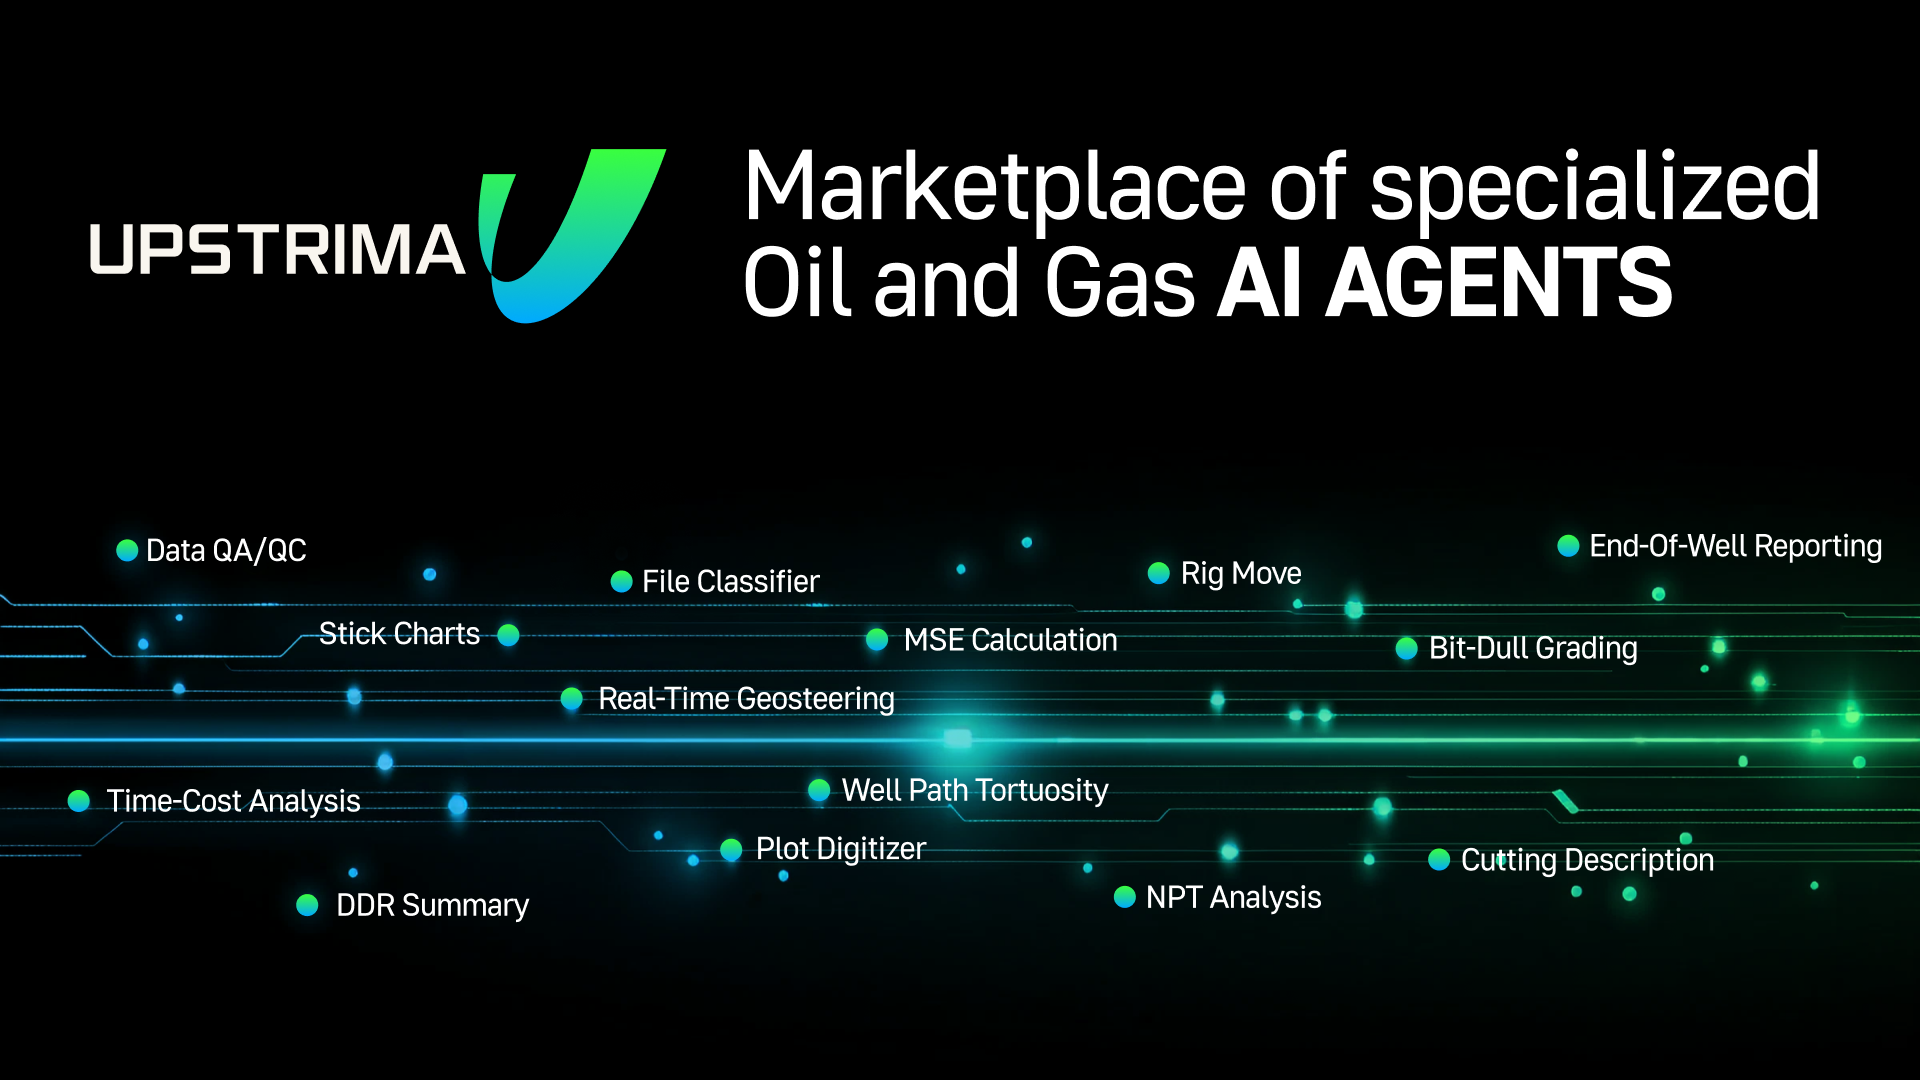 UPSTRIMA
Marketplace of specialized
Oil and Gas AI AGENTS
Data QA/QC
File Classifier
Rig Move
End-Of-Well Reporting
Stick Charts
MSE Calculation
Bit-Dull Grading
Real-Time Geosteering
Time-Cost Analysis
Well Path Tortuosity
Plot Digitizer
Cutting Description
DDR Summary
NPT Analysis